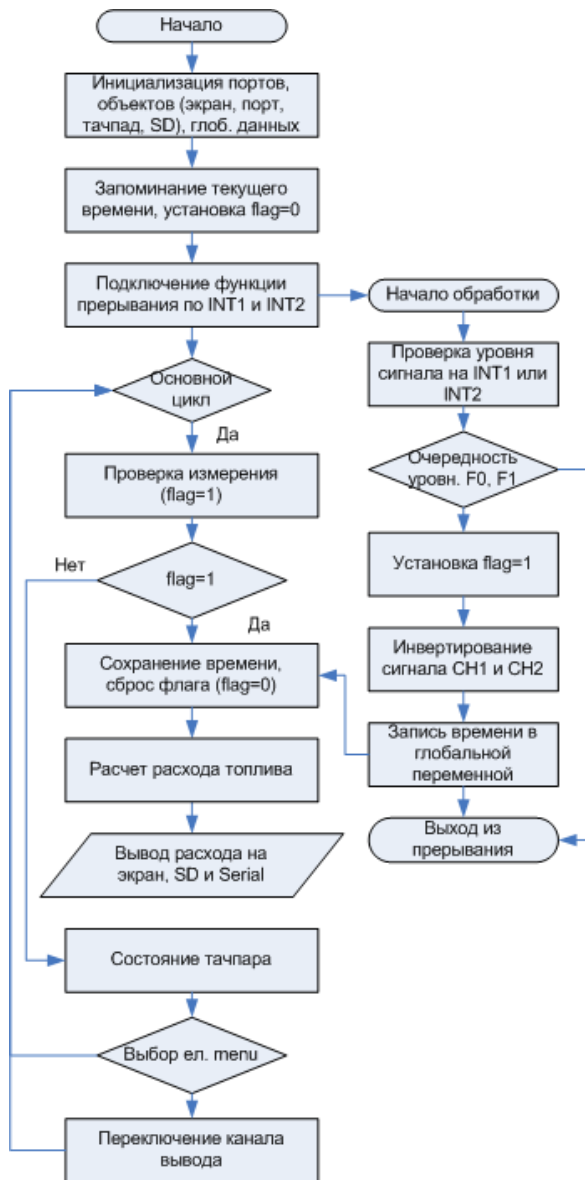 Начало
Инициализация портов,
объектов (экран, порт,
тачпад, SD), глоб. данных
Запоминание текущего
времени, установка flag=0
Подключение функции
прерывания по INT1 и INT2
Основной
цикл
Да
Проверка измерения
(flag=1)
Нет
flag=1
Да
Сохранение времени,
сброс флага (flag=0)
Расчет расхода топлива
Вывод расхода на
экран, SD и Serial
Состояние тачпара
Выбор ел. menu
Переключение канала
вывода
Начало обработки
Проверка уровня
сигнала на INT1 или
INT2
Очередность
уровн. F0, F1
Установка flag=1
Инвертирование
сигнала CH1 и CH2
Запись времени в
глобальной
переменной
Выход из
прерывания